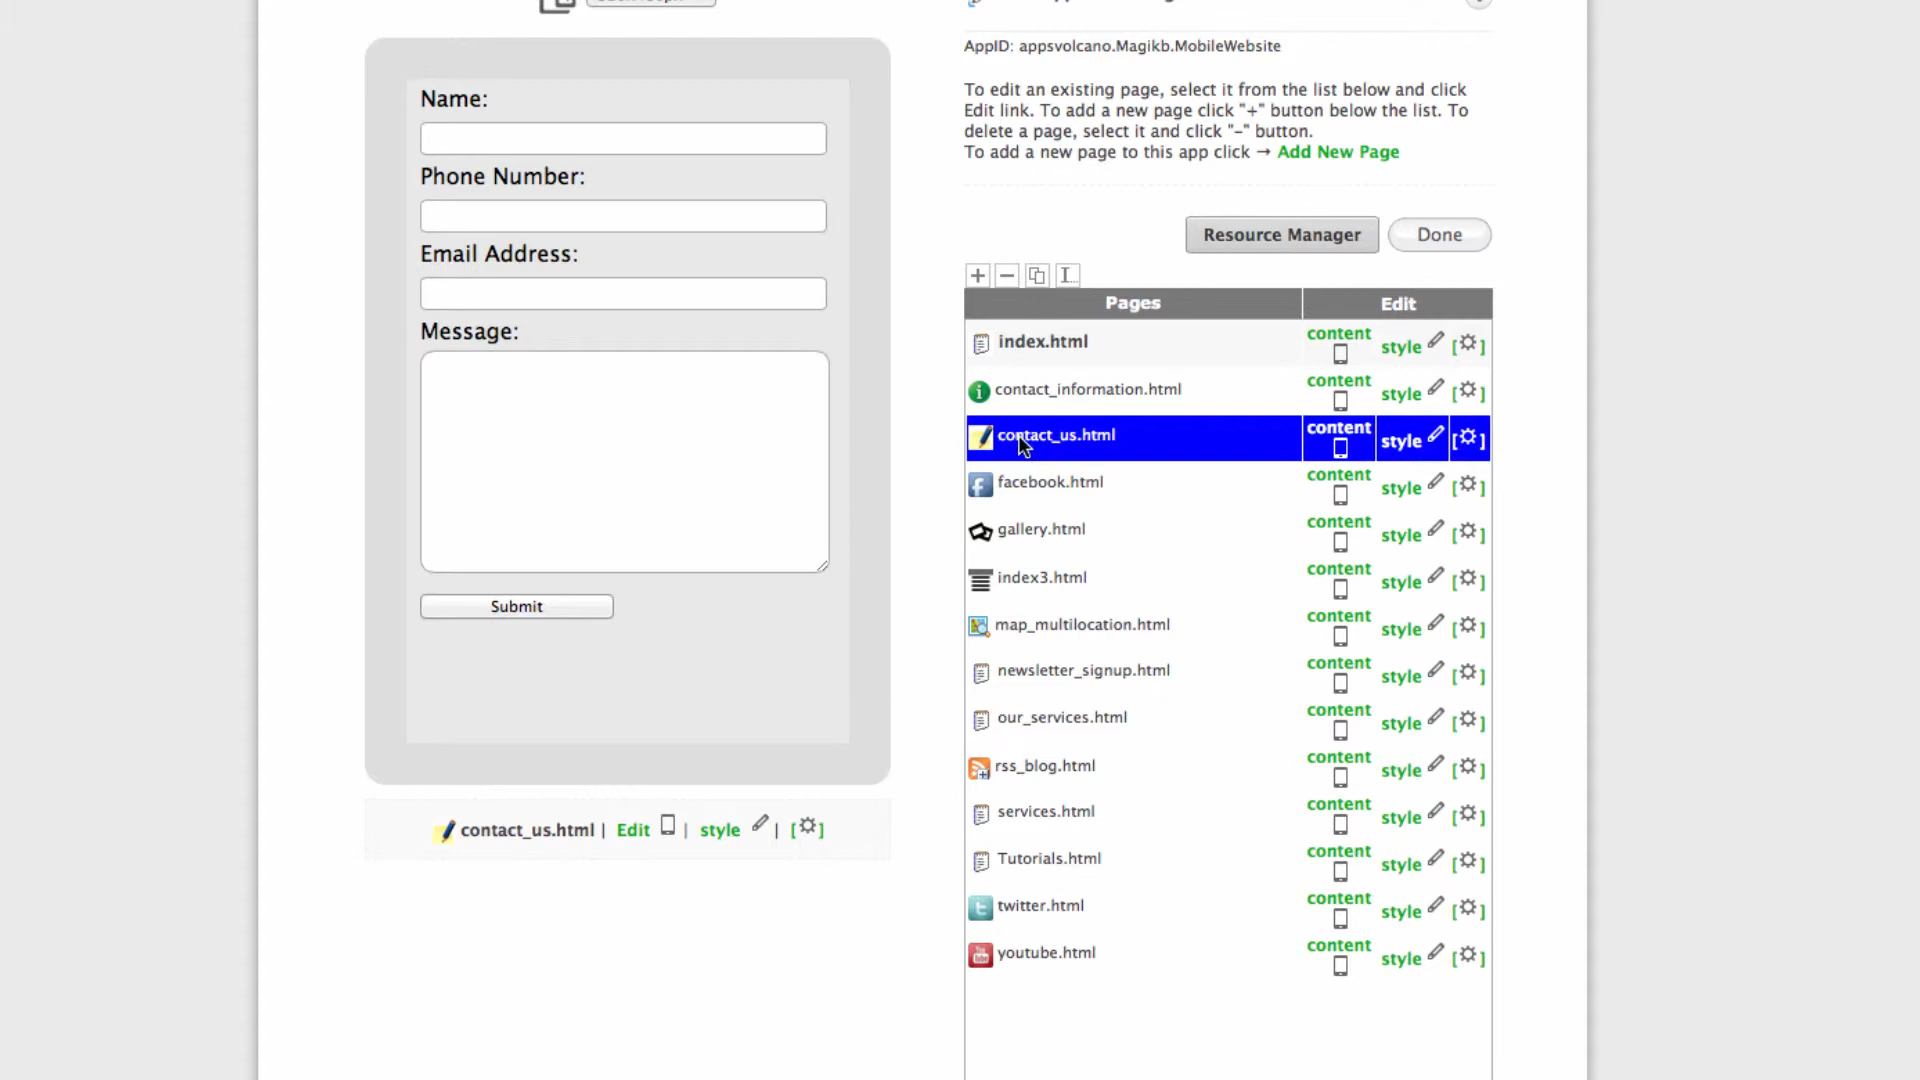 Name:
Phone Number:
Email Address:
Message:
Submit
contact_us.html | Edit | style | [ ]
AppID: appsvolcano.Magikb.MobileWebsite
To edit an existing page, select it from the list below and click
Edit link. To add a new page click "+" button below the list. To
delete a page, select it and click "-" button.
To add a new page to this app click → Add New Page
Resource Manager Done
Pages Edit
index.html content style [ ]
contact_information.html content style [ ]
contact_us.html content style [ ]
facebook.html content style [ ]
gallery.html content style [ ]
index3.html content style [ ]
map_multilocation.html content style [ ]
newsletter_signup.html content style [ ]
our_services.html content style [ ]
rss_blog.html content style [ ]
services.html content style [ ]
Tutorials.html content style [ ]
twitter.html content style [ ]
youtube.html content style [ ]